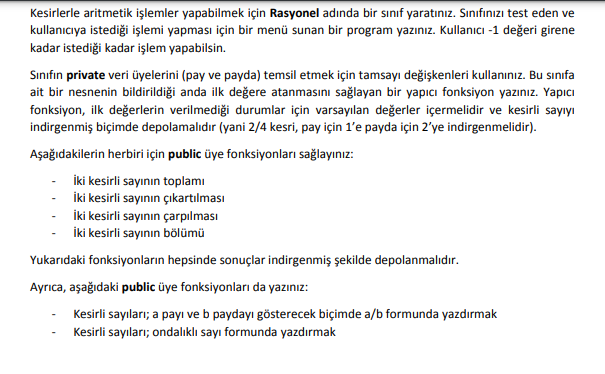 Kesirlerle aritmetik işlemler yapabilmek için Rasyonel adında bir sınıf yaratınız. Sınıfınızı test eden ve
kullanıcıya istediği işlemi yapması için bir menü sunan bir program yazınız. Kullanıcı -1 değeri girene
kadar istediği kadar işlem yapabilsin.
Sınıfın private veri üyelerini (pay ve payda) temsil etmek için tamsayı değişkenleri kullanınız. Bu sınıfa
ait bir nesnenin bildirildiği anda ilk değere atanmasını sağlayan bir yapıcı fonksiyon yazınız. Yapıcı
fonksiyon, ilk değerlerin verilmediği durumlar için varsayılan değerler içermelidir ve kesirli sayıyı
indirgenmiş biçimde depolamalıdır (yani 2/4 kesri, pay için 1'e payda için 2'ye indirgenmelidir).
Aşağıdakilerin herbiri için public üye fonksiyonları sağlayınız:
- İki kesirli sayının toplamı
- İki kesirli sayının çıkartılması
- İki kesirli sayının çarpılması
- İki kesirli sayının bölümü
Yukarıdaki fonksiyonların hepsinde sonuçlar indirgenmiş şekilde depolanmalıdır.
Ayrıca, aşağıdaki public üye fonksiyonları da yazınız:
- Kesirli sayıları; a payı ve b paydayı gösterecek biçimde a/b formunda yazdırmak
- Kesirli sayıları; ondalıklı sayı formunda yazdırmak